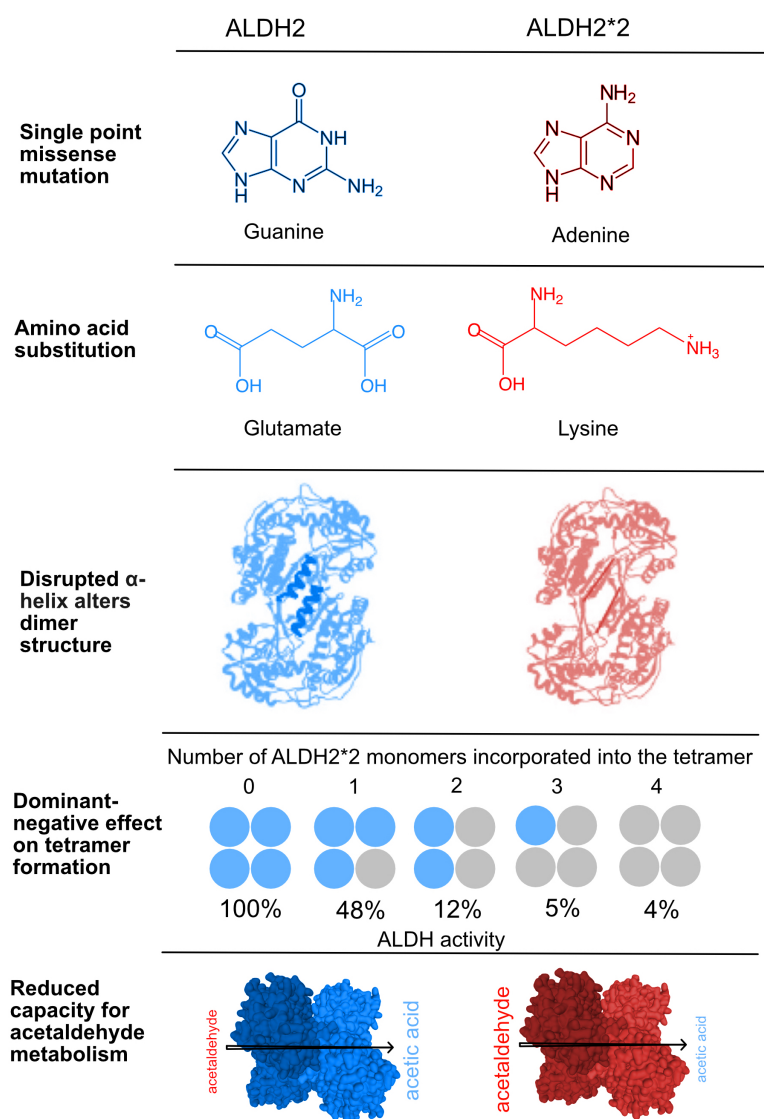 ALDH2
ALDH2*2
Single point
missense
mutation
O
N
NH
N
H
N
NH₂
Guanine
NH₂
N
N
N
H
N
Adenine
Amino acid
substitution
NH₂
O
O
OH
OH
Glutamate
NH₂
O
OH
+
NH₃
Lysine
Disrupted α-
helix alters
dimer
structure
Number of ALDH2*2 monomers incorporated into the tetramer
0 1 2 3 4
Dominant-
negative effect
on tetramer
formation
100% 48% 12% 5% 4%
ALDH activity
Reduced
capacity for
acetaldehyde
metabolism
acetaldehyde
acetic acid
acetaldehyde
acetic acid